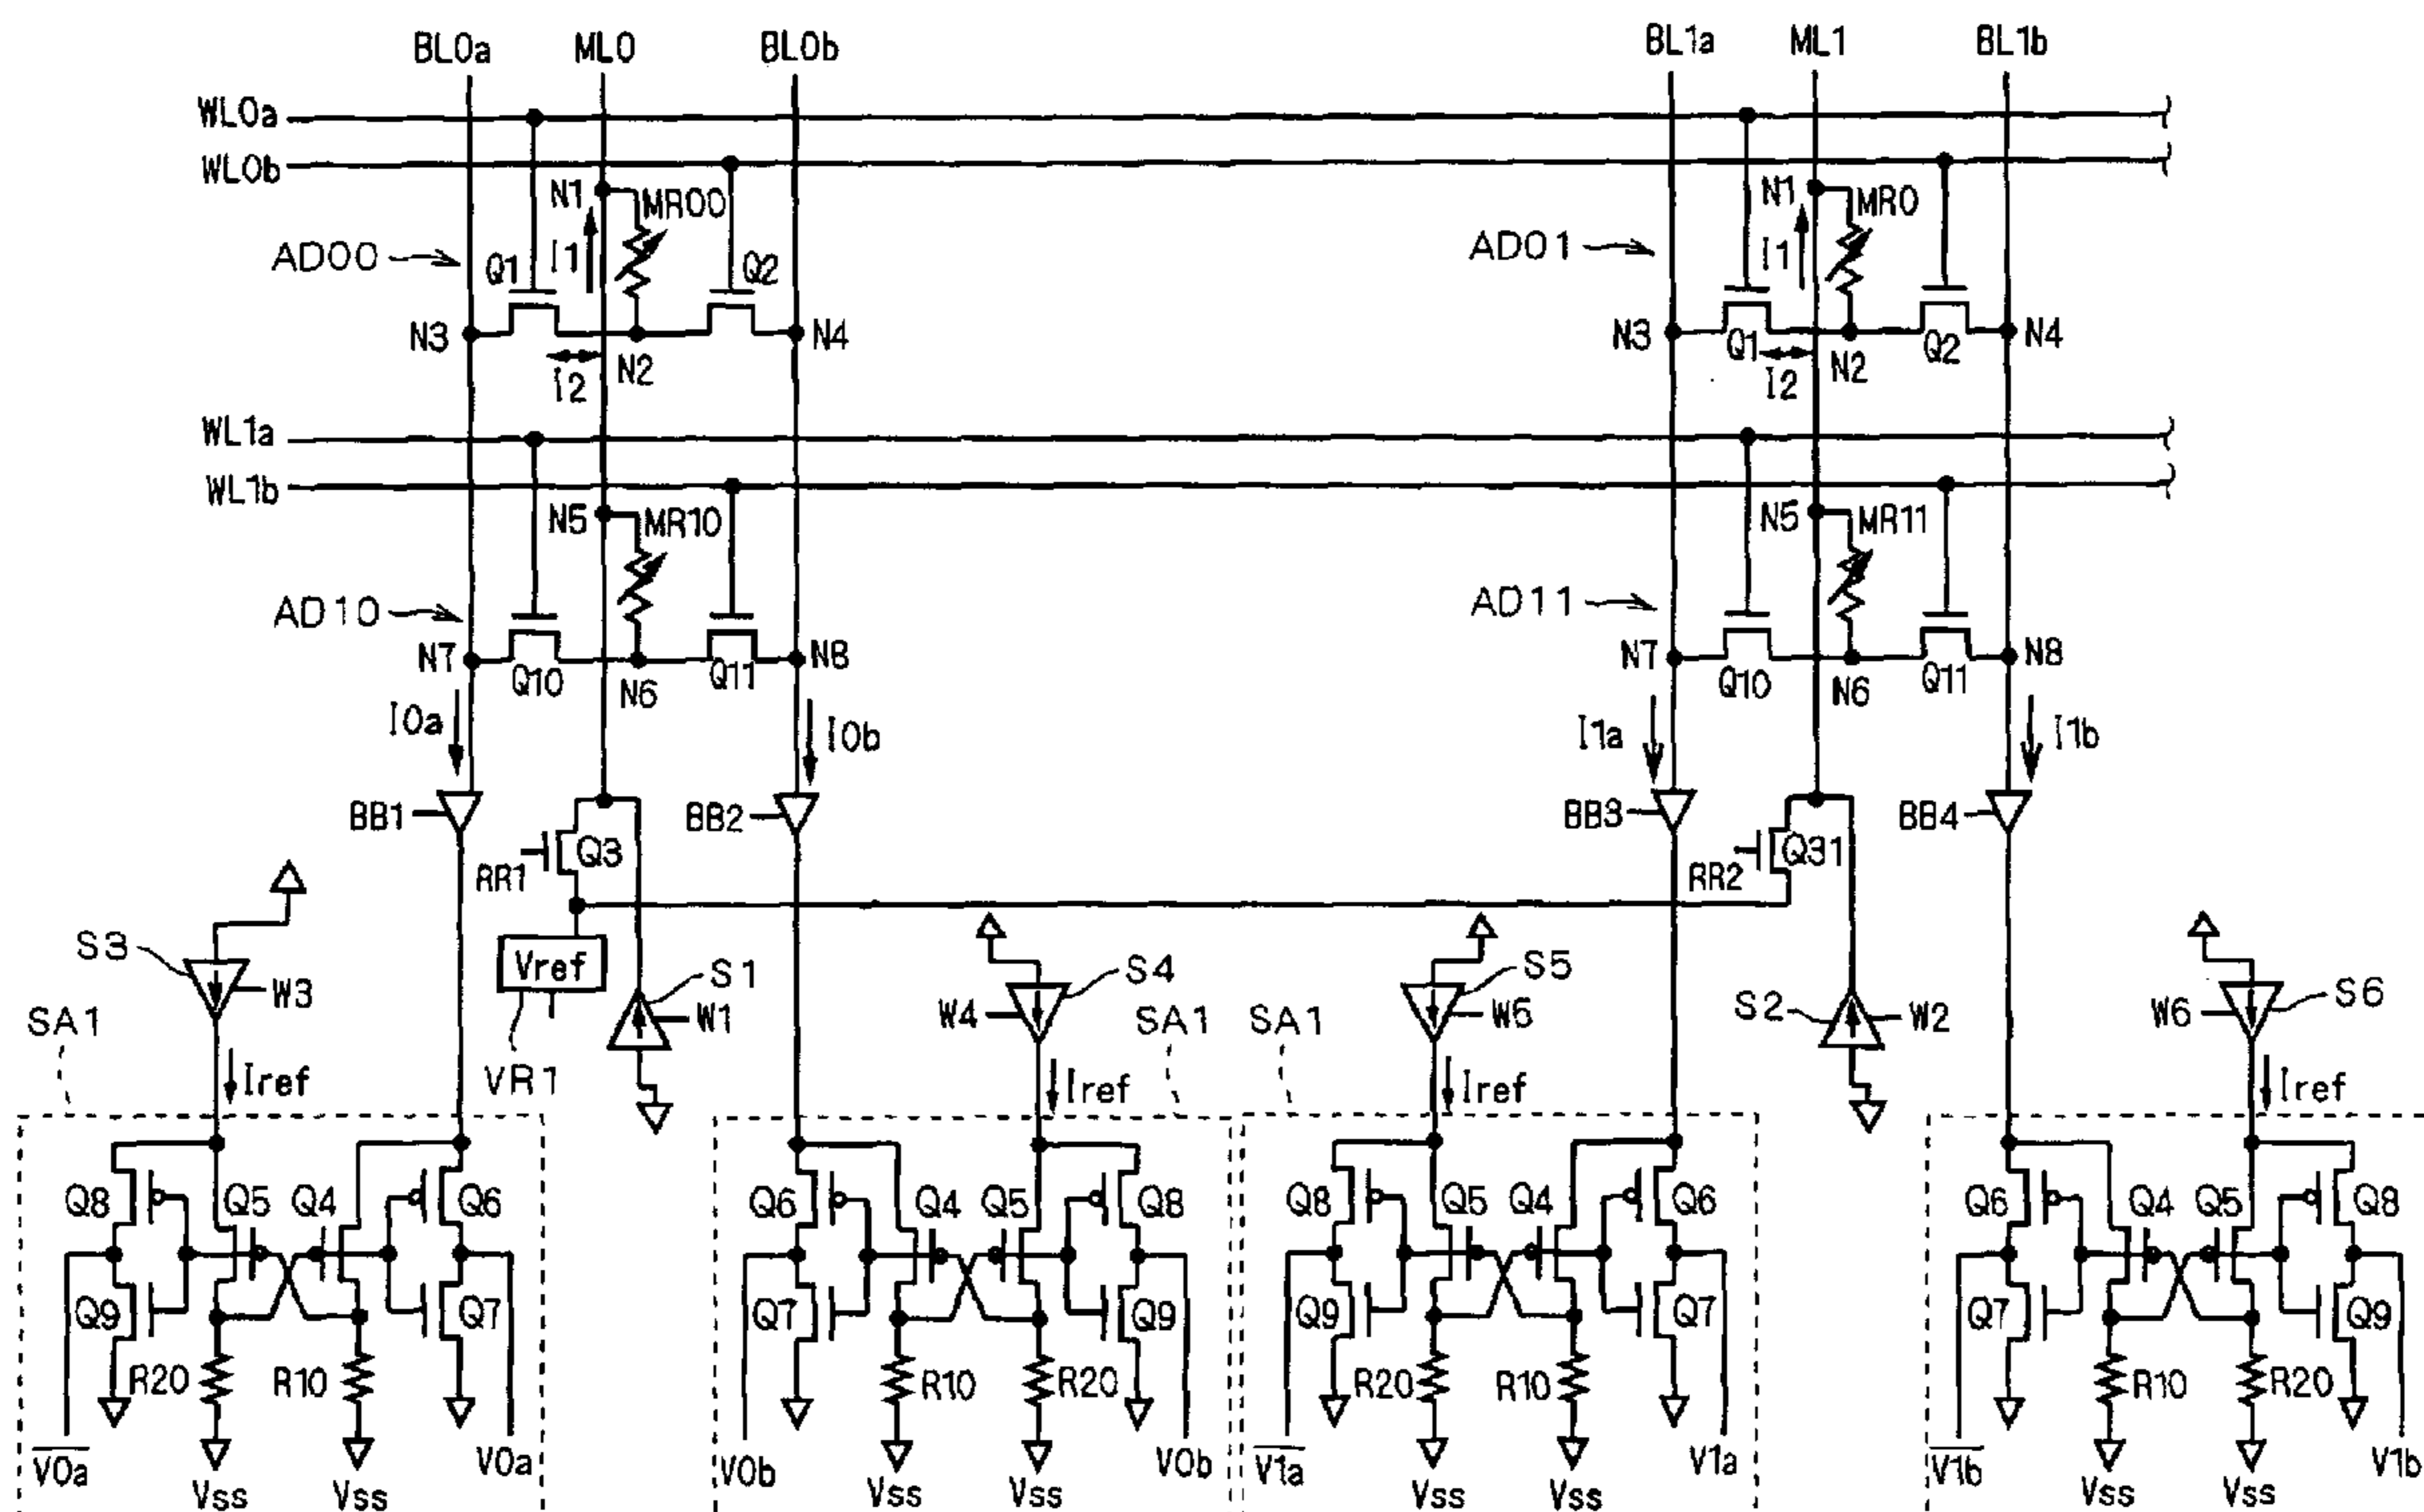 BL0a ML0 BL0b BL1a ML1 BL1b
WL0a
WL0b
N1 MR00 N1 MR0
AD00 Q1 I1 Q2 AD01 I1
N3 N4 N3 Q1 Q2 N4
I2 N2 I2 N2
WL1a
WL1b
N5 MR10 N5 MR11
AD10 AD11
N7 Q10 N6 Q11 N8 N7 Q10 N6 Q11 N8
I0a I0b I1a I1b
BB1 BB2 BB3 BB4
RR1 Q3 RR2 Q31
S3 W3 Vref S1 W1 S4 W4 S5 W5 S2 W2 S6 W6
SA1 VR1 SA1 SA1
Iref Iref Iref Iref
Q8 Q5 Q4 Q6 Q6 Q4 Q5 Q8 Q8 Q5 Q4 Q6 Q6 Q4 Q5 Q8
Q9 Q7 Q7 Q9 Q9 Q7 Q7 Q9
R20 R10 R10 R20 R20 R10 R10 R20
V0a V0a V0b V0b V1a V1a V1b V1b
Vss Vss Vss Vss Vss Vss Vss Vss